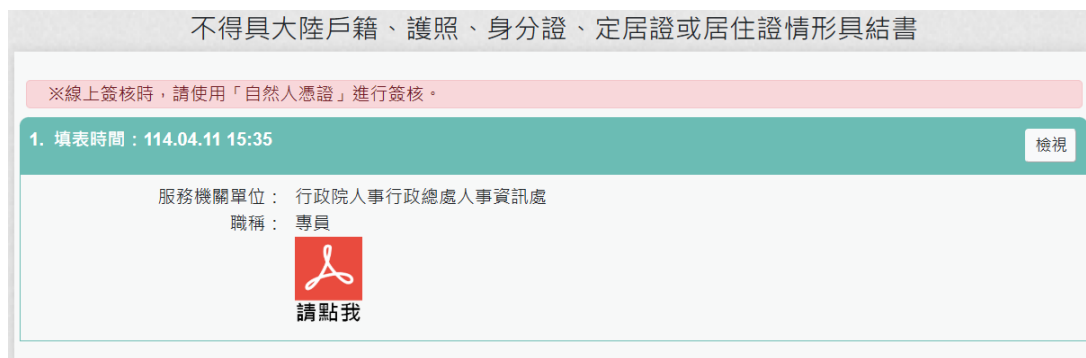 不得具大陸戶籍、護照、身分證、定居證或居住證情形具結書
※線上簽核時，請使用「自然人憑證」進行簽核。
1. 填表時間：114.04.11 15:35
檢視
服務機關單位： 行政院人事行政總處人事資訊處
職稱： 專員
請點我